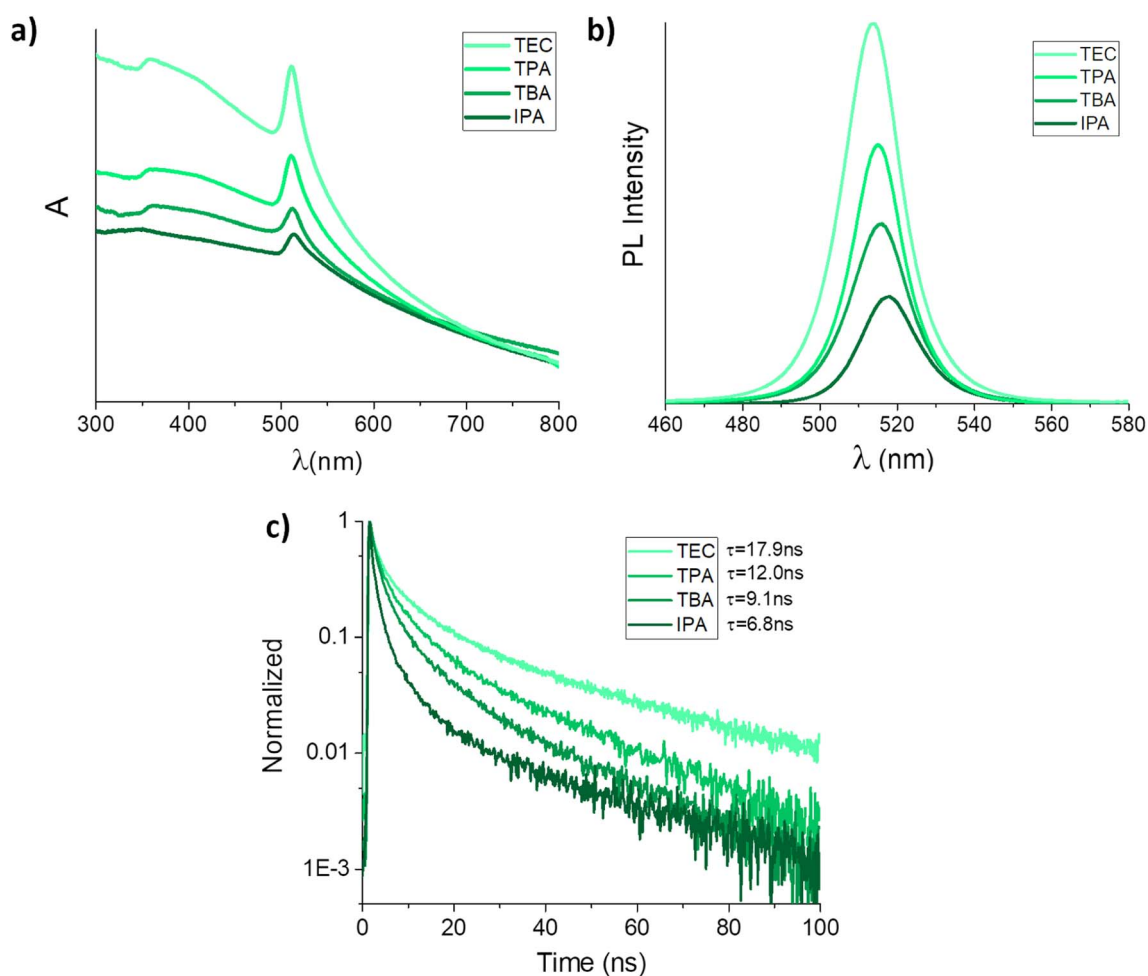 a)
TEC
TPA
TBA
IPA
A
300 400 500 600 700 800
λ(nm)
b)
TEC
TPA
TBA
IPA
PL Intensity
460 480 500 520 540 560 580
λ (nm)
c)
TEC τ=17.9ns
TPA τ=12.0ns
TBA τ=9.1ns
IPA τ=6.8ns
Normalized
1
0.1
0.01
1E-3
0 20 40 60 80 100
Time (ns)